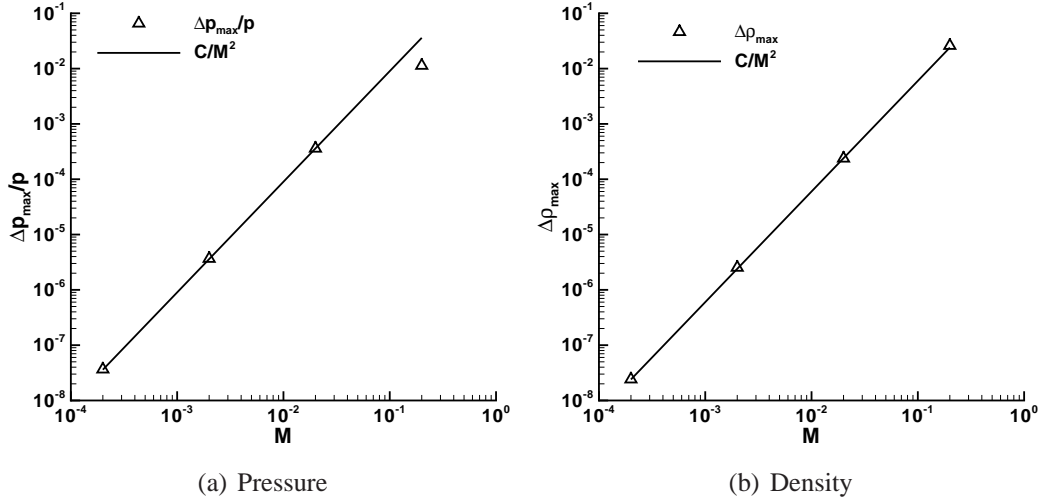 10⁻¹
Δp_max/p
C/M²
10⁻²
10⁻³
10⁻⁴
10⁻⁵
10⁻⁶
10⁻⁷
10⁻⁸
Δp_max/p
10⁻⁴ 10⁻³ 10⁻² 10⁻¹ 10⁰
M
(a) Pressure
10⁻¹
Δρ_max
C/M²
10⁻²
10⁻³
10⁻⁴
10⁻⁵
10⁻⁶
10⁻⁷
10⁻⁸
Δρ_max
10⁻⁴ 10⁻³ 10⁻² 10⁻¹ 10⁰
M
(b) Density